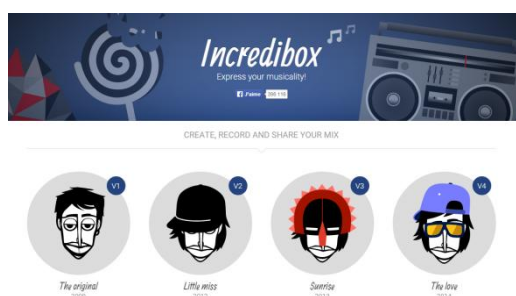 Incredibox
Express your musicality!
J'aime
CREATE, RECORD AND SHARE YOUR MIX
V1
V2
V3
V4
The original
Little miss
Sunrise
The love